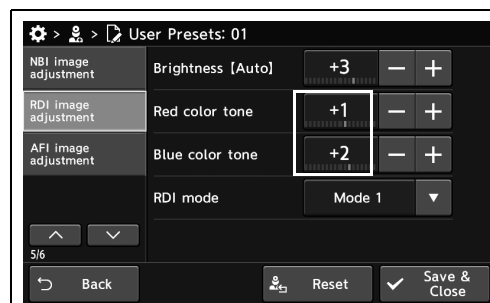 > > User Presets: 01
NBI image
adjustment
Brightness [Auto]
+3
− +
RDI image
adjustment
Red color tone
+1
− +
AFI image
adjustment
Blue color tone
+2
− +
RDI mode
Mode 1
5/6
Back
Reset
Save &
Close